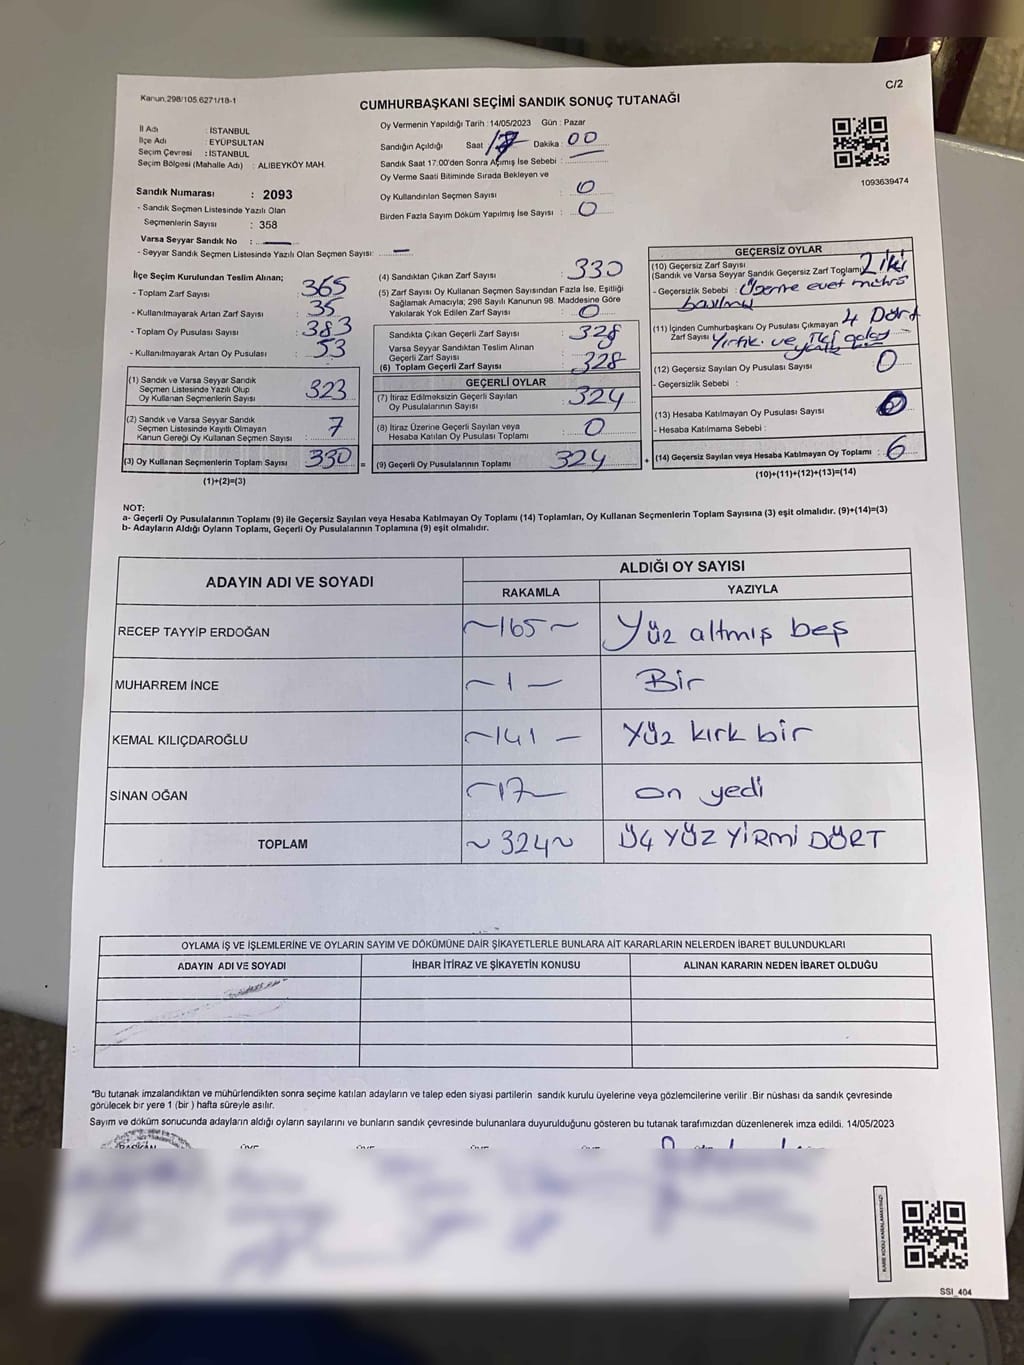 Kanun.298/105.6271/18-1
C/2
CUMHURBAŞKANI SEÇİMİ SANDIK SONUÇ TUTANAĞI
İl Adı : İSTANBUL
İlçe Adı : EYÜPSULTAN
Seçim Çevresi : İSTANBUL
Seçim Bölgesi (Mahalle Adı) : ALİBEYKÖY MAH.
Oy Vermenin Yapıldığı Tarih : 14/05/2023 Gün : Pazar
Sandığın Açıldığı Saat 17 Dakika : 00
Sandık Saat 17:00'den Sonra Açımış İse Sebebi :
Oy Verme Saati Bitiminde Sırada Bekleyen ve
Oy Kullandırılan Seçmen Sayısı : 0
Birden Fazla Sayım Döküm Yapılmış İse Sayısı : 0
1093639474
Sandık Numarası : 2093
- Sandık Seçmen Listesinde Yazılı Olan
Seçmenlerin Sayısı : 358
Varsa Seyyar Sandık No : —
- Seyyar Sandık Seçmen Listesinde Yazılı Olan Seçmen Sayısı: —
İlçe Seçim Kurulundan Teslim Alınan;
- Toplam Zarf Sayısı : 365
- Kullanılmayarak Artan Zarf Sayısı : 35
- Toplam Oy Pusulası Sayısı : 383
- Kullanılmayarak Artan Oy Pusulası : 53
(1) Sandık ve Varsa Seyyar Sandık
Seçmen Listesinde Yazılı Olup
Oy Kullanan Seçmenlerin Sayısı : 323
(2) Sandık ve Varsa Seyyar Sandık
Seçmen Listesinde Kayıtlı Olmayan
Kanun Gereği Oy Kullanan Seçmen Sayısı : 7
(3) Oy Kullanan Seçmenlerin Toplam Sayısı : 330 =
(1)+(2)=(3)
(4) Sandıktan Çıkan Zarf Sayısı : 330
(5) Zarf Sayısı Oy Kullanan Seçmen Sayısından Fazla İse, Eşitliği
Sağlamak Amacıyla; 298 Sayılı Kanunun 98. Maddesine Göre
Yakılarak Yok Edilen Zarf Sayısı : 0
Sandıkta Çıkan Geçerli Zarf Sayısı : 328
Varsa Seyyar Sandıktan Teslim Alınan
Geçerli Zarf Sayısı : 0
(6) Toplam Geçerli Zarf Sayısı : 328
GEÇERLİ OYLAR
(7) İtiraz Edilmeksizin Geçerli Sayılan
Oy Pusulalarının Sayısı : 324
(8) İtiraz Üzerine Geçerli Sayılan veya
Hesaba Katılan Oy Pusulası Toplamı : 0
(9) Geçerli Oy Pusulalarının Toplamı : 324 +
GEÇERSİZ OYLAR
(10) Geçersiz Zarf Sayısı
(Sandık ve Varsa Seyyar Sandık Geçersiz Zarf Toplamı) 2 iki
- Geçersizlik Sebebi : Üzerine evet mührü
basılmış
(11) İçinden Cumhurbaşkanı Oy Pusulası Çıkmayan 4 Dört
Zarf Sayısı : Yırtık ve
(12) Geçersiz Sayılan Oy Pusulası Sayısı : 0
- Geçersizlik Sebebi :
(13) Hesaba Katılmayan Oy Pusulası Sayısı : 0
- Hesaba Katılmama Sebebi :
(14) Geçersiz Sayılan veya Hesaba Katılmayan Oy Toplamı : 6
(10)+(11)+(12)+(13)=(14)
NOT:
a- Geçerli Oy Pusulalarının Toplamı (9) ile Geçersiz Sayılan veya Hesaba Katılmayan Oy Toplamı (14) Toplamları, Oy Kullanan Seçmenlerin Toplam Sayısına (3) eşit olmalıdır. (9)+(14)=(3)
b- Adayların Aldığı Oyların Toplamı, Geçerli Oy Pusulalarının Toplamına (9) eşit olmalıdır.
ADAYIN ADI VE SOYADI ALDIĞI OY SAYISI
RAKAMLA YAZIYLA
RECEP TAYYİP ERDOĞAN ~165~ Yüz altmış beş
MUHARREM İNCE ~1— Bir
KEMAL KILIÇDAROĞLU ~141— Yüz kırk bir
SİNAN OĞAN ~17— on yedi
TOPLAM ~324~ ÜÇ YÜZ YİRMİ DÖRT
OYLAMA İŞ VE İŞLEMLERİNE VE OYLARIN SAYIM VE DÖKÜMÜNE DAİR ŞİKAYETLERLE BUNLARA AİT KARARLARIN NELERDEN İBARET BULUNDUKLARI
ADAYIN ADI VE SOYADI İHBAR İTİRAZ VE ŞİKAYETİN KONUSU ALINAN KARARIN NEDEN İBARET OLDUĞU
*Bu tutanak imzalandıktan ve mühürlendikten sonra seçime katılan adayların ve talep eden siyasi partilerin sandık kurulu üyelerine veya gözlemcilerine verilir .Bir nüshası da sandık çevresinde
görülecek bir yere 1 (bir ) hafta süreyle asılır.
Sayım ve döküm sonucunda adayların aldığı oyların sayılarını ve bunların sandık çevresinde bulunanlara duyurulduğunu gösteren bu tutanak tarafımızdan düzenlenerek imza edildi. 14/05/2023
BAŞKAN
KARE KODU KARALAMAYINIZ!
SSI_404